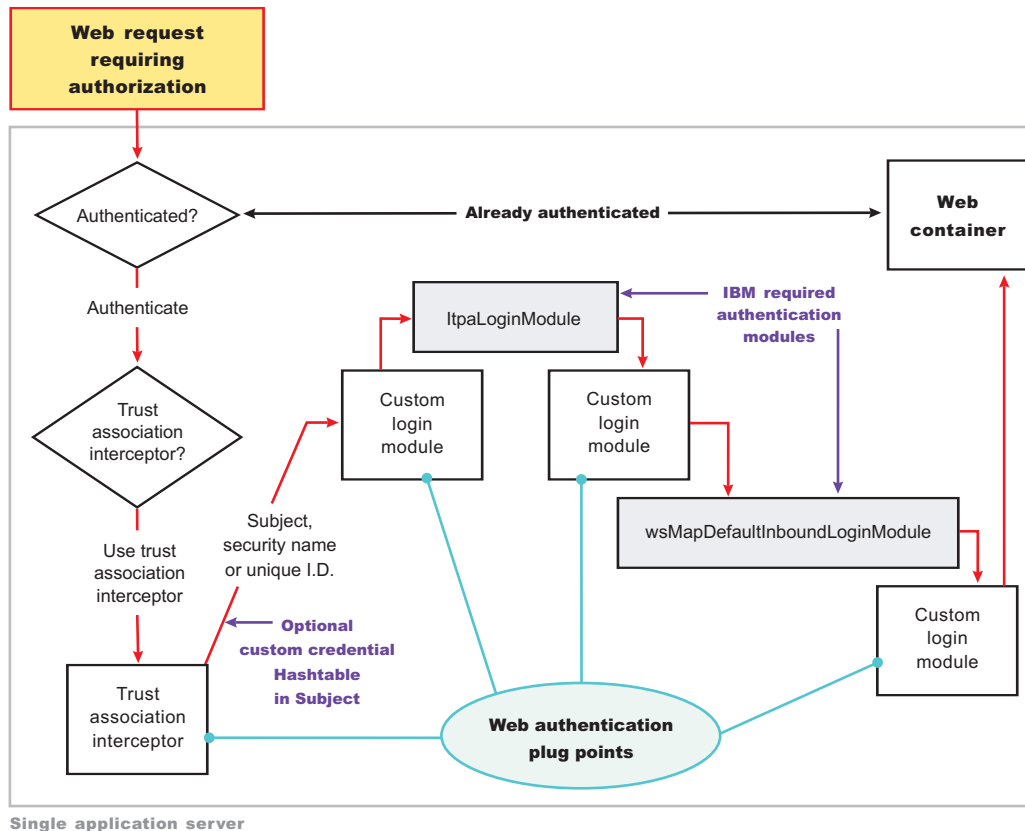 Web request
requiring
authorization
Authenticated?
Already authenticated
Web
container
Authenticate
ltpaLoginModule
IBM required
authentication
modules
Custom
login
module
Custom
login
module
Trust
association
interceptor?
Subject,
security name
or unique I.D.
wsMapDefaultInboundLoginModule
Use trust
association
interceptor
Optional
custom credential
Hashtable
in Subject
Custom
login
module
Trust
association
interceptor
Web authentication
plug points
Single application server